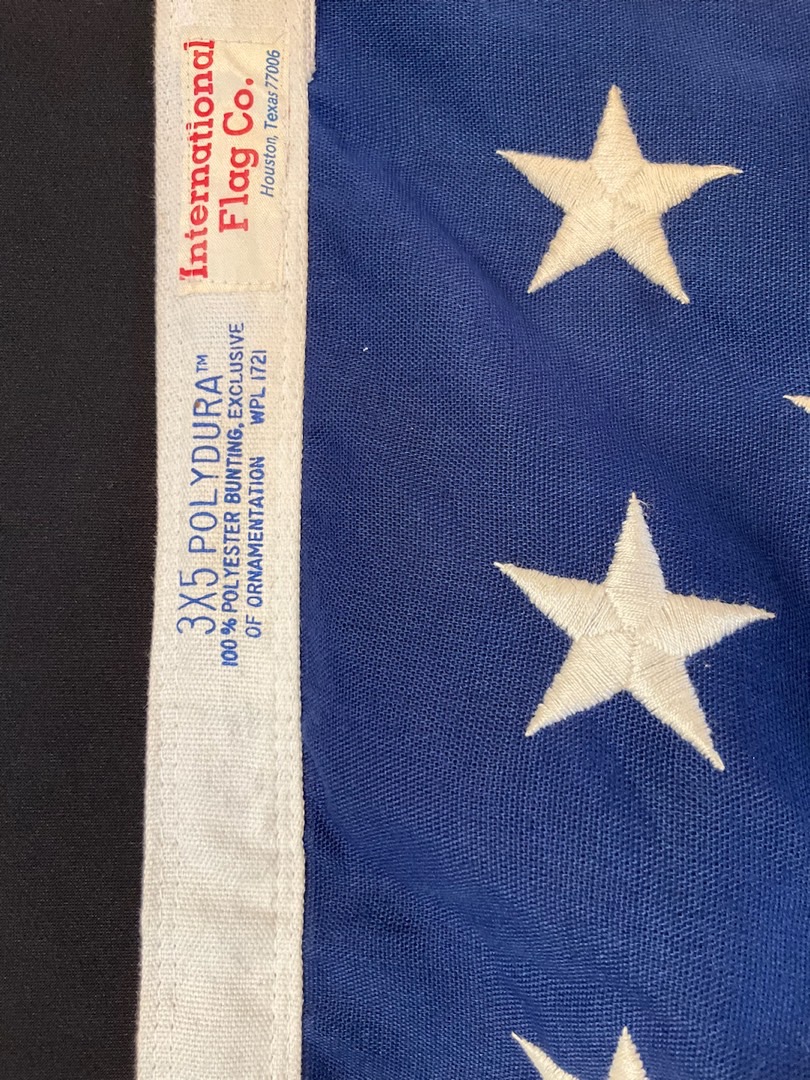 International
Flag Co.
Houston, Texas 77006
3X5 POLYDURA™
100% POLYESTER BUNTING, EXCLUSIVE
OF ORNAMENTATION WPL 1721